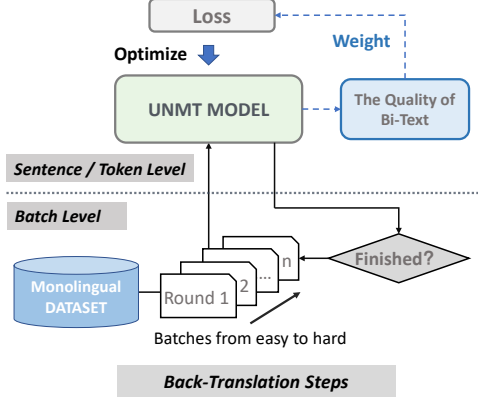 Loss
Optimize
Weight
UNMT MODEL
The Quality of
Bi-Text
Sentence / Token Level
Batch Level
Monolingual
DATASET
Round 1
2
...
n
Finished?
Batches from easy to hard
Back-Translation Steps